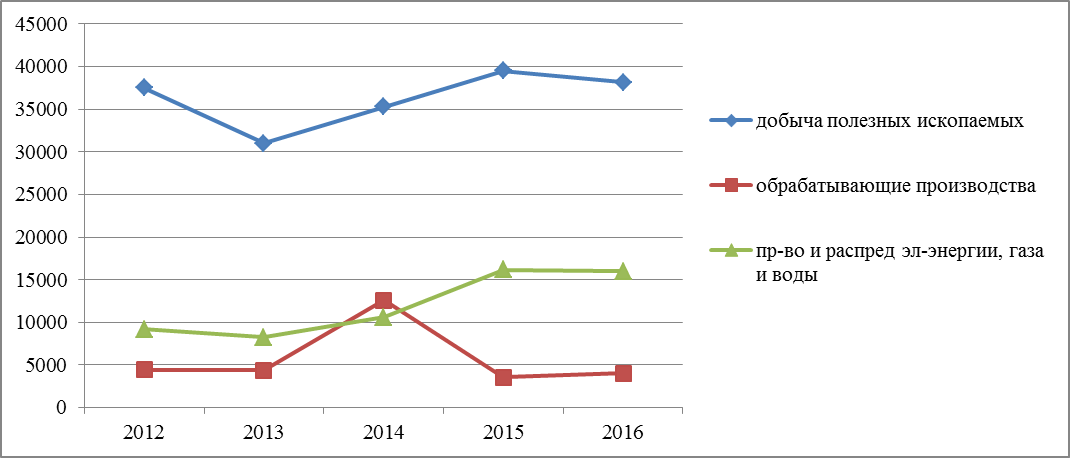 45000
40000
35000
30000
25000
20000
15000
10000
5000
0
2012 2013 2014 2015 2016
добыча полезных ископаемых
обрабатывающие производства
пр-во и распред эл-энергии, газа
и воды